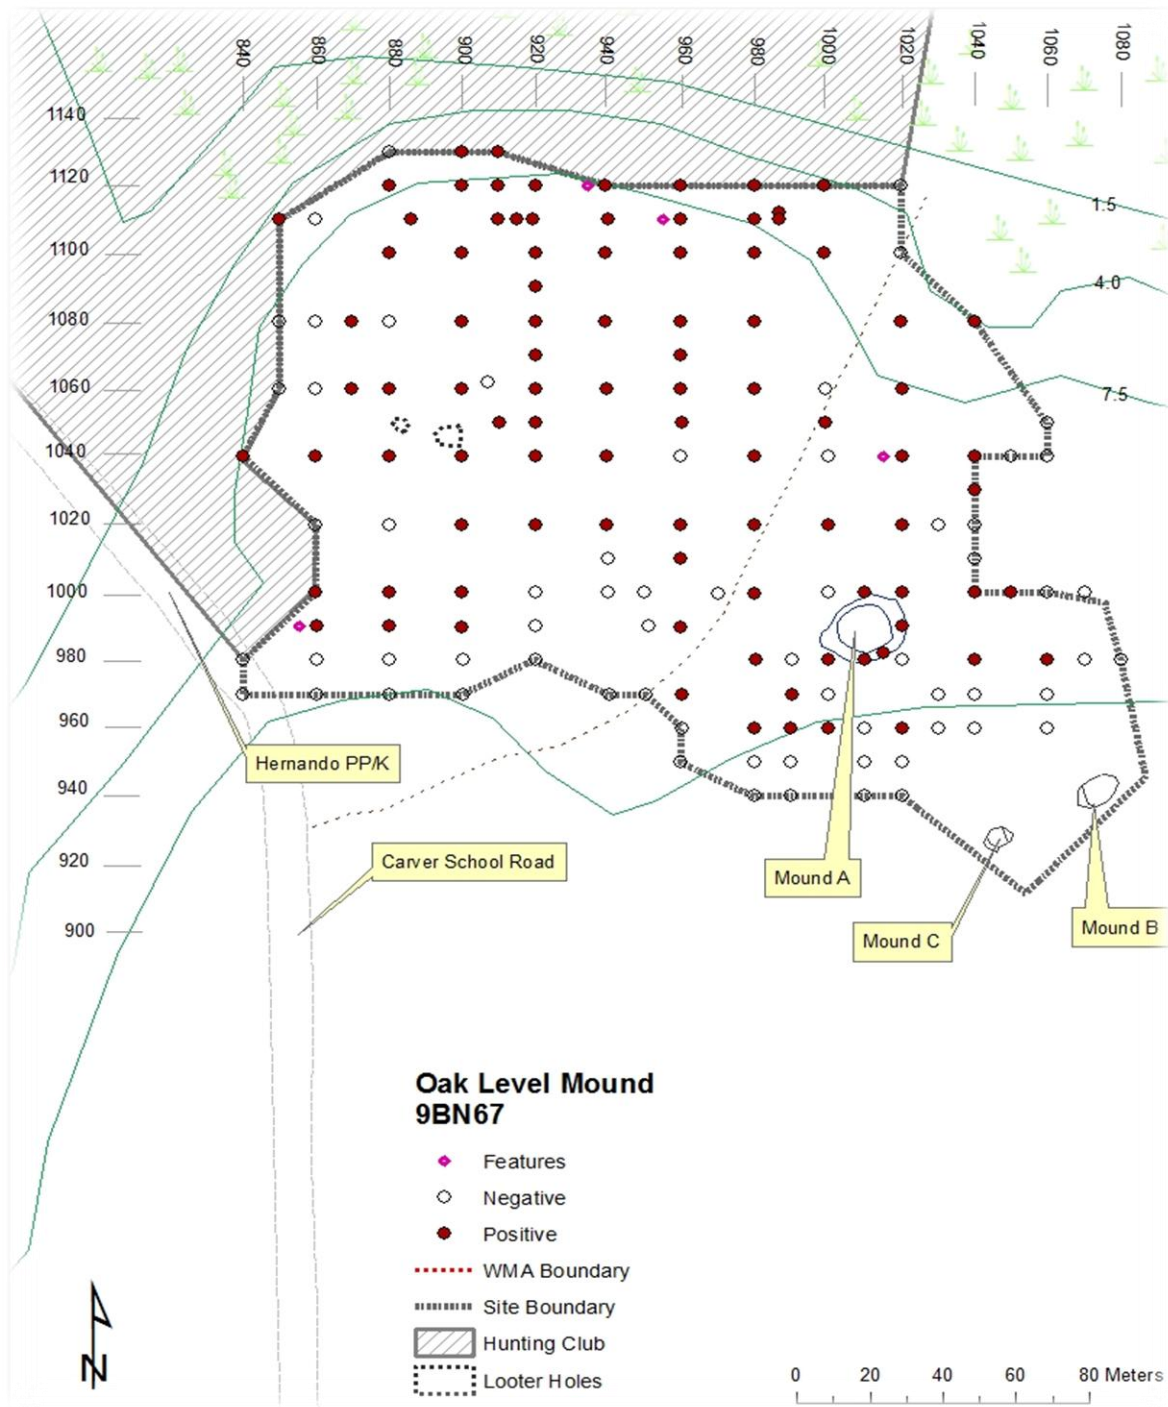 840 860 880 900 920 940 960 980 1000 1020 1040 1060 1080
1140
1120
1100
1080
1060
1040
1020
1000
980
960
940
920
900
1.5
4.0
7.5
Hernando PP/K
Carver School Road
Mound A
Mound C
Mound B
Oak Level Mound
9BN67
Features
Negative
Positive
WMA Boundary
Site Boundary
Hunting Club
Looter Holes
N
0 20 40 60 80 Meters